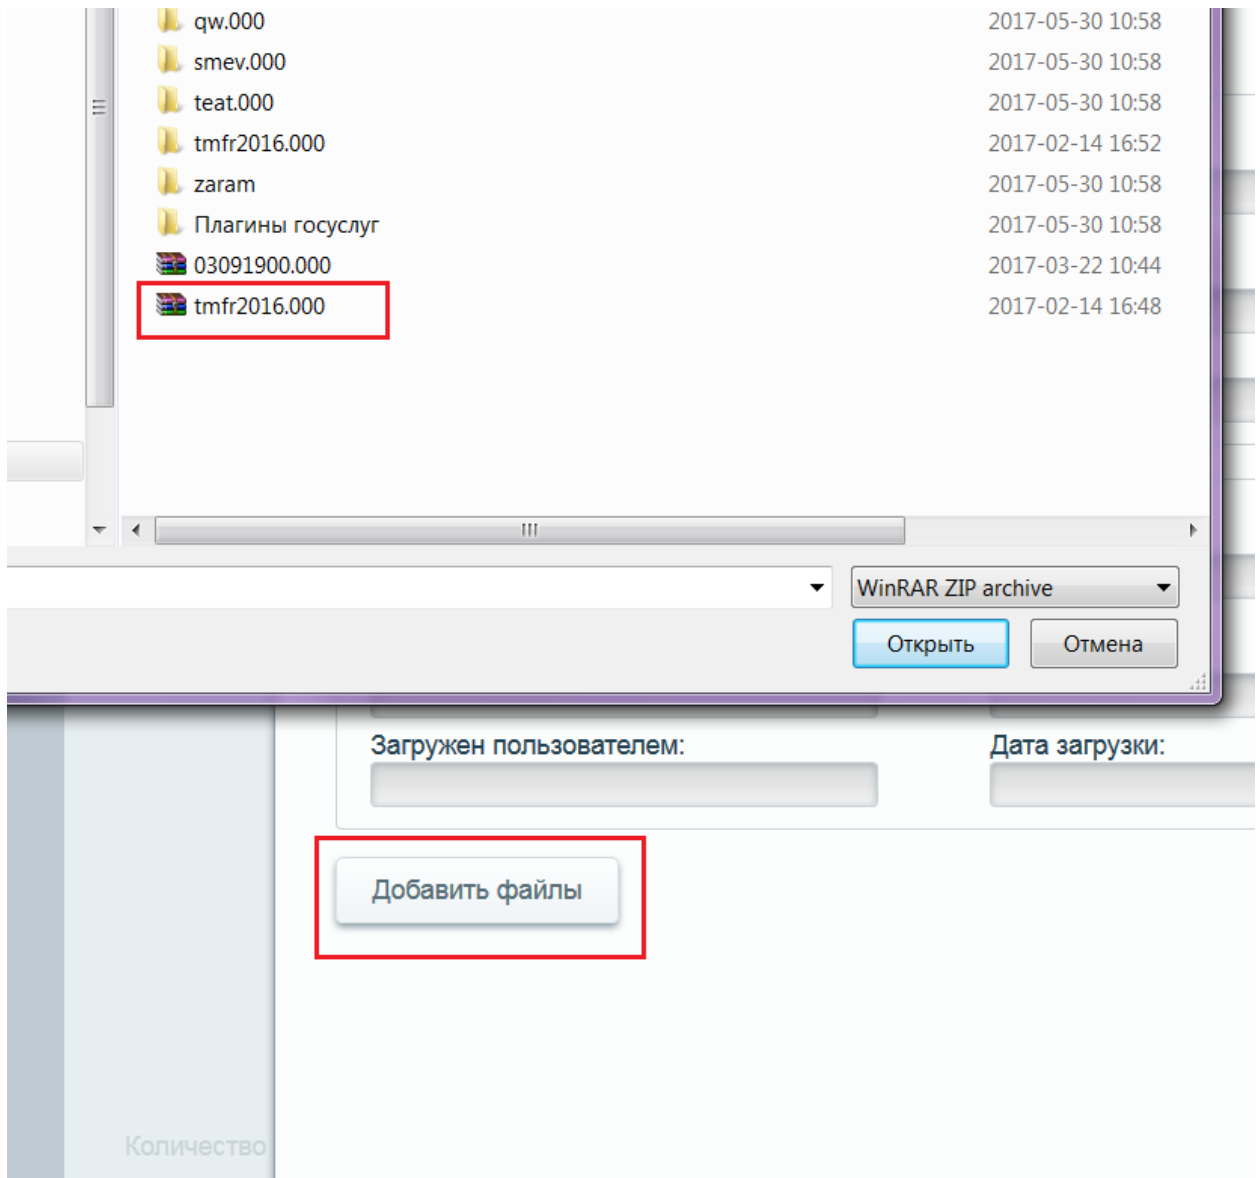 qw.000 2017-05-30 10:58
smev.000 2017-05-30 10:58
teat.000 2017-05-30 10:58
tmfr2016.000 2017-02-14 16:52
zaram 2017-05-30 10:58
Плагины госуслуг 2017-05-30 10:58
03091900.000 2017-03-22 10:44
tmfr2016.000 2017-02-14 16:48
WinRAR ZIP archive
Открыть Отмена
Загружен пользователем: Дата загрузки:
Добавить файлы
Количество